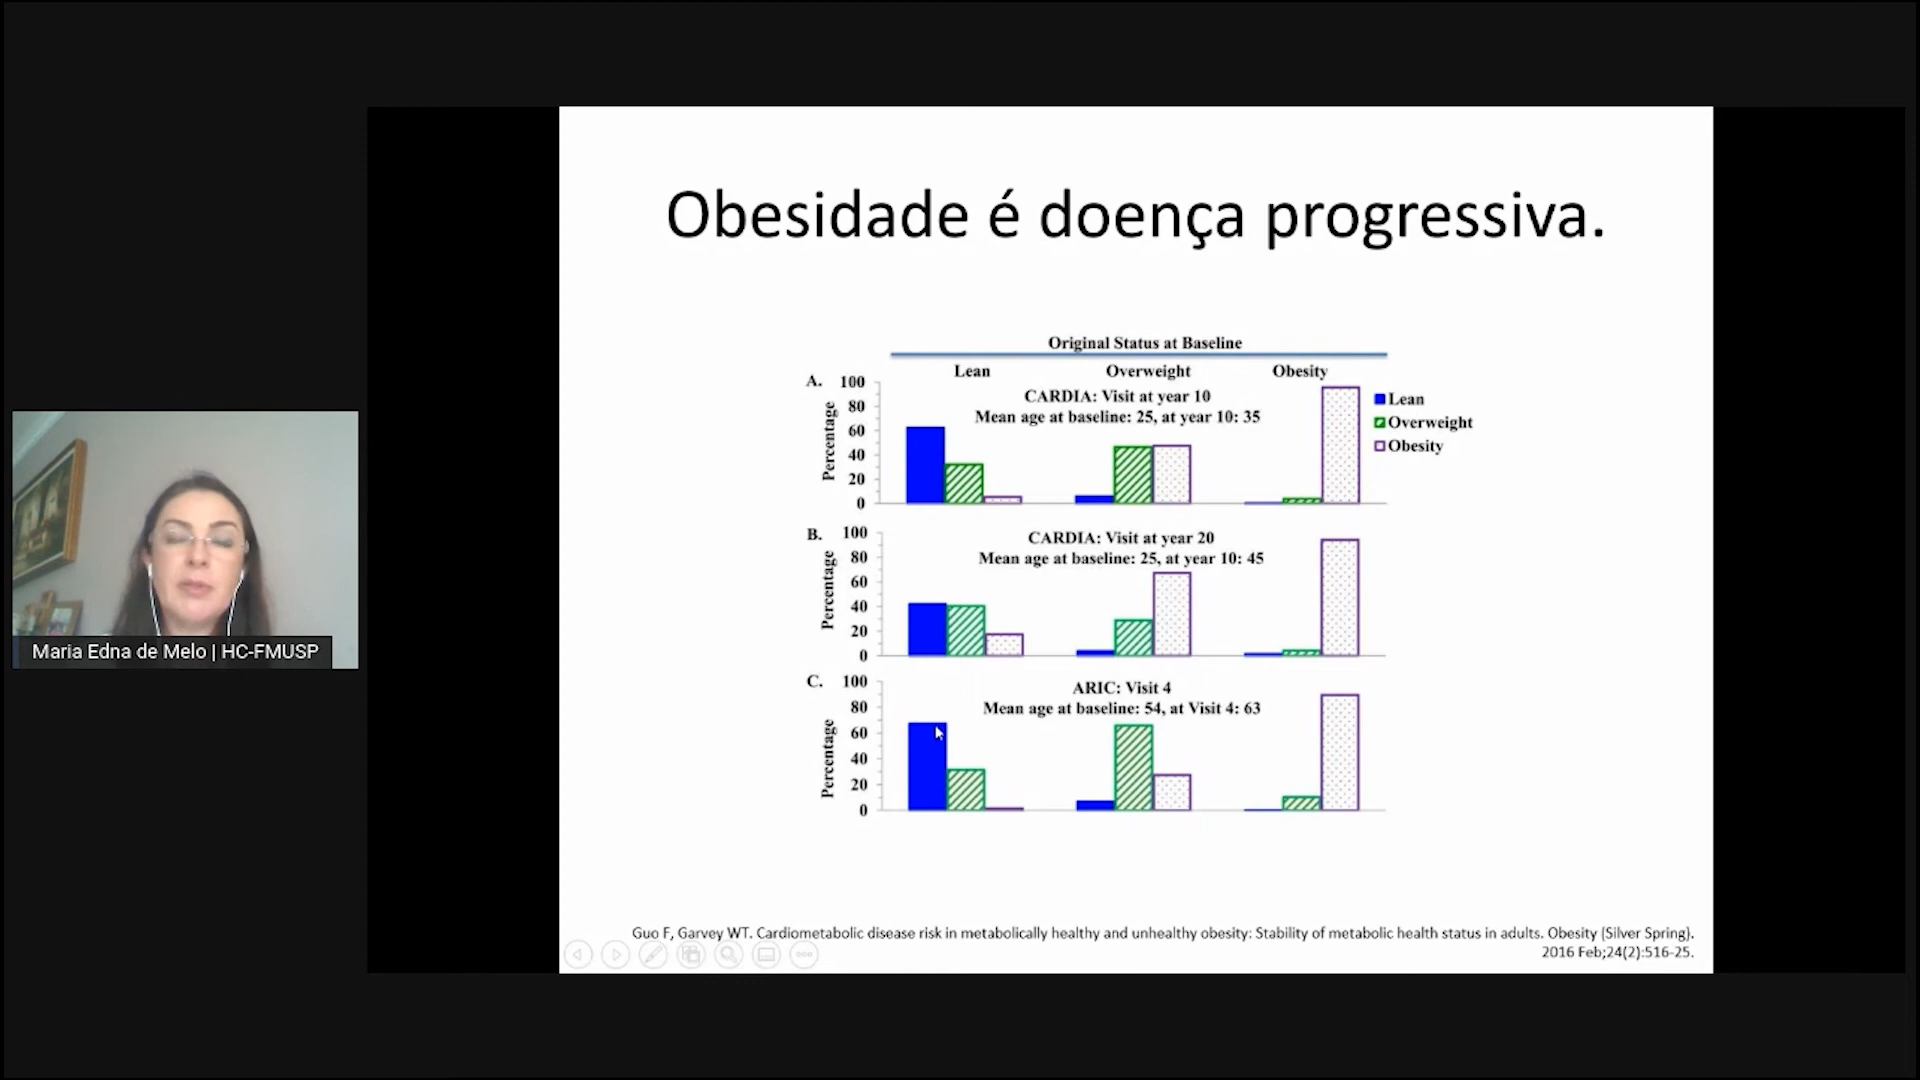 Obesidade é doença progressiva.
Original Status at Baseline
Lean Overweight Obesity
A. 100 80 60 40 20 0
Percentage
CARDIA: Visit at year 10
Mean age at baseline: 25, at year 10: 35
Lean
Overweight
Obesity
B. 100 80 60 40 20 0
Percentage
CARDIA: Visit at year 20
Mean age at baseline: 25, at year 10: 45
C. 100 80 60 40 20 0
Percentage
ARIC: Visit 4
Mean age at baseline: 54, at Visit 4: 63
Maria Edna de Melo | HC-FMUSP
Guo F, Garvey WT. Cardiometabolic disease risk in metabolically healthy and unhealthy obesity: Stability of metabolic health status in adults. Obesity (Silver Spring).
2016 Feb;24(2):516-25.